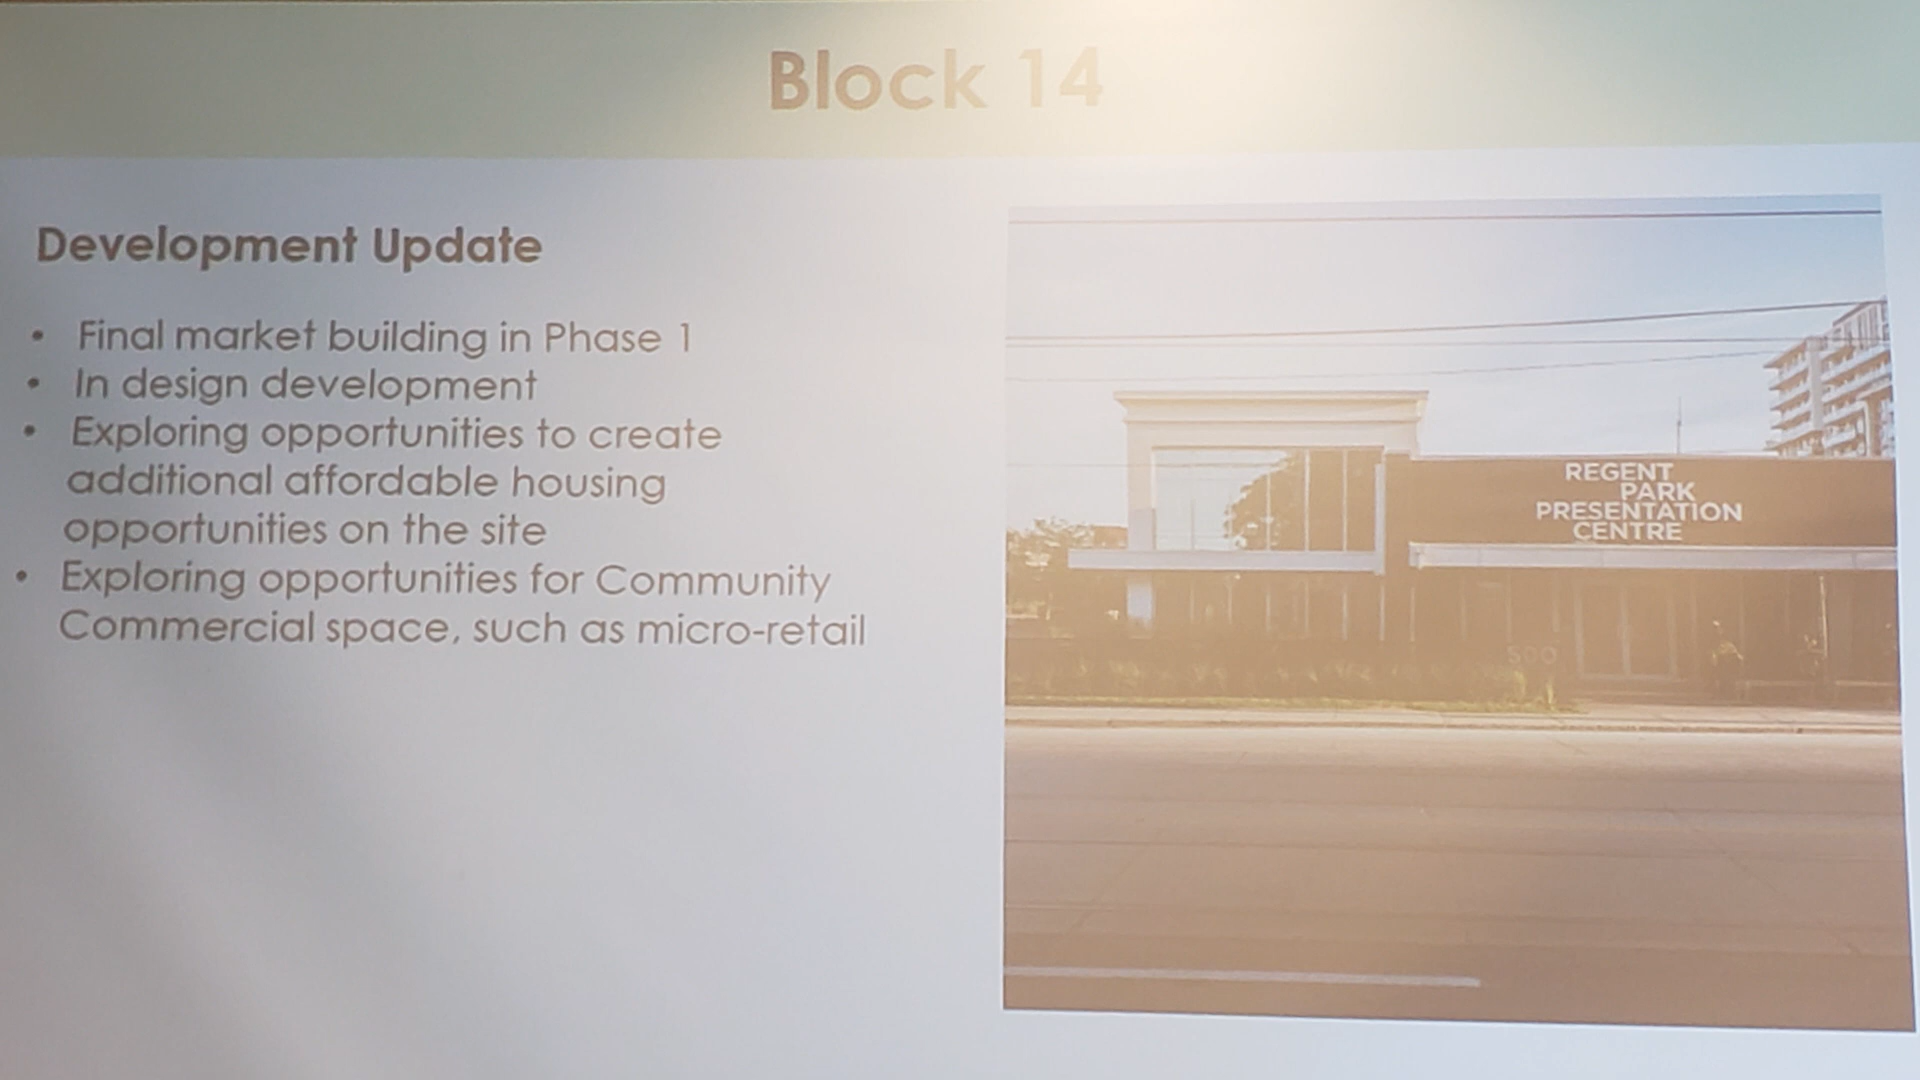 Block 14
Development Update
• Final market building in Phase 1
• In design development
• Exploring opportunities to create
additional affordable housing
opportunities on the site
• Exploring opportunities for Community
Commercial space, such as micro-retail
REGENT
PARK
PRESENTATION
CENTRE
500